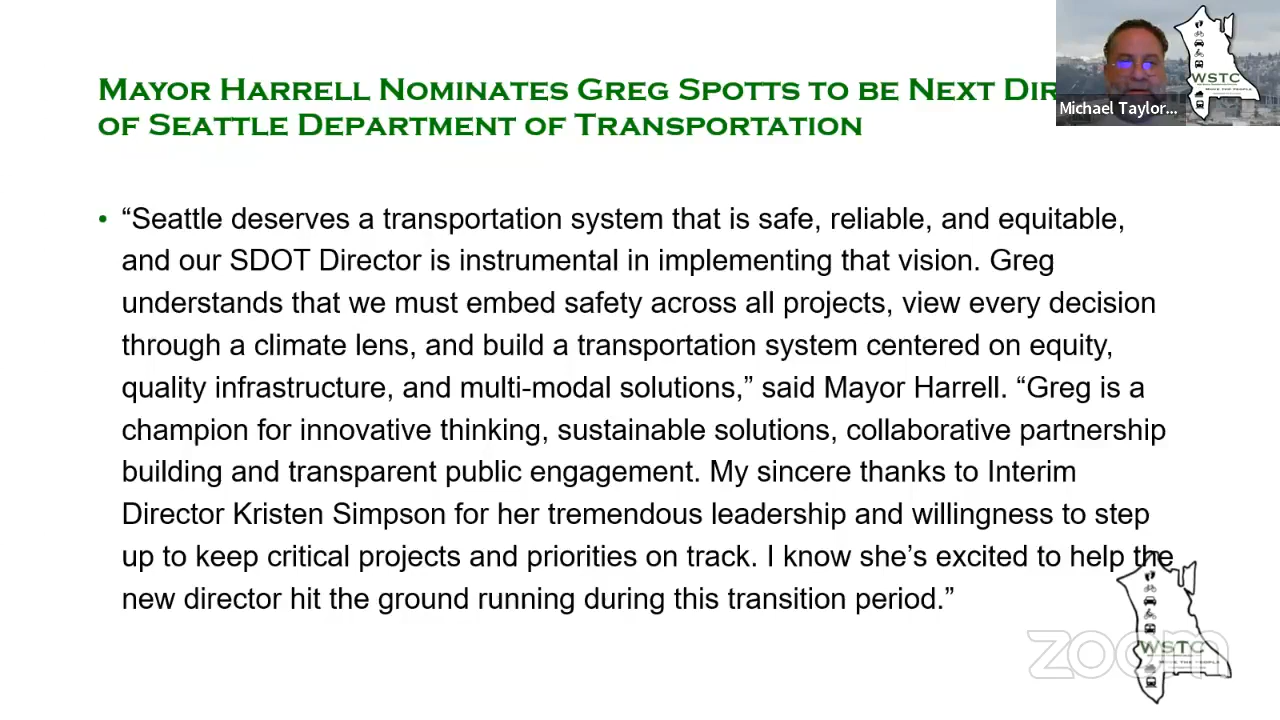 MAYOR HARRELL NOMINATES GREG SPOTTS TO BE NEXT DIR
OF SEATTLE DEPARTMENT OF TRANSPORTATION
Michael Taylor...
WSTC
MOVE THE PEOPLE
• “Seattle deserves a transportation system that is safe, reliable, and equitable,
and our SDOT Director is instrumental in implementing that vision. Greg
understands that we must embed safety across all projects, view every decision
through a climate lens, and build a transportation system centered on equity,
quality infrastructure, and multi-modal solutions,” said Mayor Harrell. “Greg is a
champion for innovative thinking, sustainable solutions, collaborative partnership
building and transparent public engagement. My sincere thanks to Interim
Director Kristen Simpson for her tremendous leadership and willingness to step
up to keep critical projects and priorities on track. I know she’s excited to help the
new director hit the ground running during this transition period.”
zoom
WSTC
MOVE THE PEOPLE